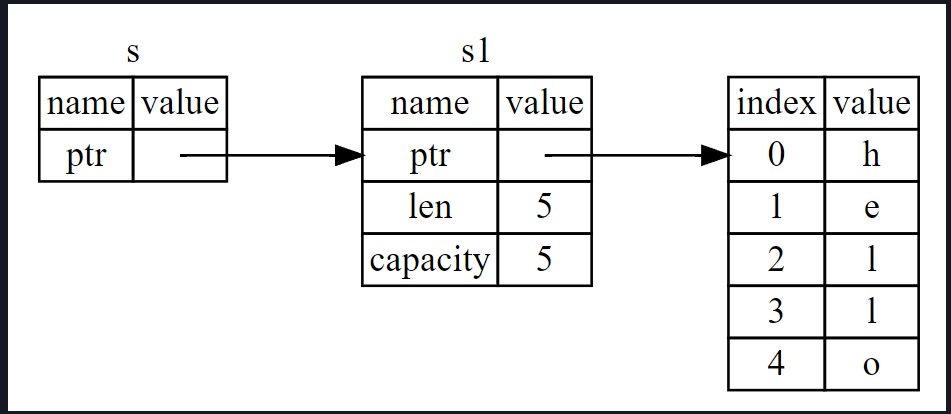 s
name value
ptr
s1
name value
ptr
len 5
capacity 5
index value
0 h
1 e
2 l
3 l
4 o